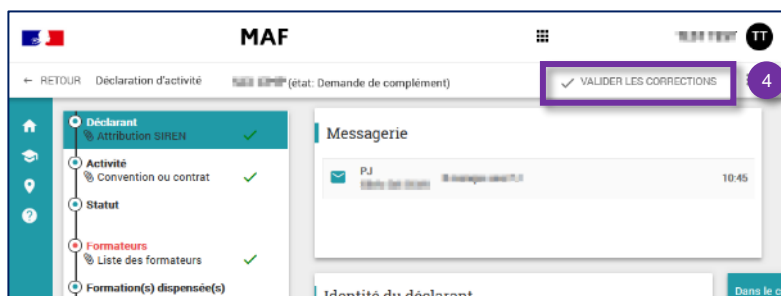 MAF
TT
← RETOUR Déclaration d'activité (état: Demande de complément) VALIDER LES CORRECTIONS 4
Déclarant
Attribution SIREN
Activité
Convention ou contrat
Statut
Formateurs
Liste des formateurs
Formation(s) dispensée(s)
Messagerie
PJ
10:45
Identité du déclarant
Dans le c